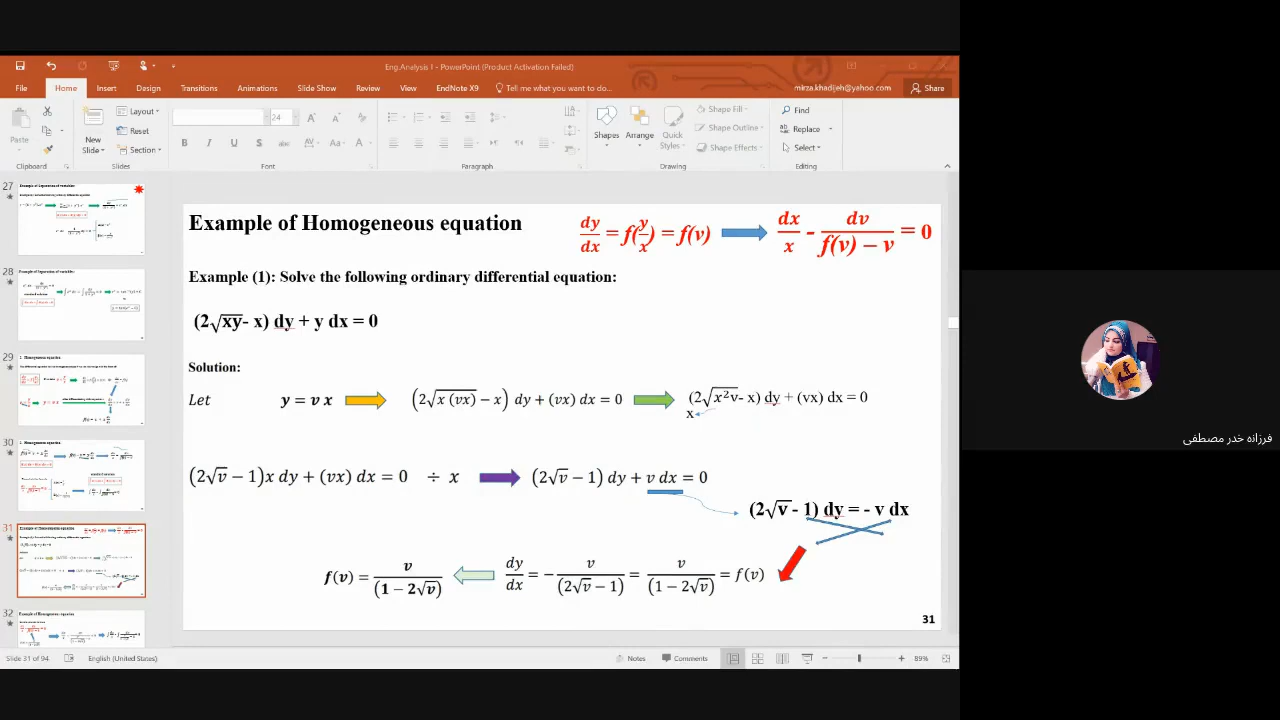 Eng.Analysis I - PowerPoint (Product Activation Failed)
File Home Insert Design Transitions Animations Slide Show Review View EndNote X9 Tell me what you want to do... mirza.khadijeh@yahoo.com Share
Paste New Slide Layout Reset Section 24 Shapes Arrange Quick Styles Shape Fill Shape Outline Shape Effects Find Replace Select
B I U S abc AV Aa A
Clipboard Slides Font Paragraph Drawing Editing
27
28
29
30
31
32
Example of Homogeneous equation
dy/dx = f(y/x) = f(v) dx/x - dv/f(v) – v = 0
Example (1): Solve the following ordinary differential equation:
(2√xy- x) dy + y dx = 0
Solution:
Let y = v x (2√x (vx) − x) dy + (vx) dx = 0 (2√x²v- x) dy + (vx) dx = 0
x
(2√v − 1)x dy + (vx) dx = 0 ÷ x (2√v − 1) dy + v dx = 0
(2√v - 1) dy = - v dx
f(v) = v/(1 − 2√v) dy/dx = − v/(2√v − 1) = v/(1 − 2√v) = f(v)
31
Slide 31 of 94 English (United States) Notes Comments 89%
فرزاته خدر مصطفى